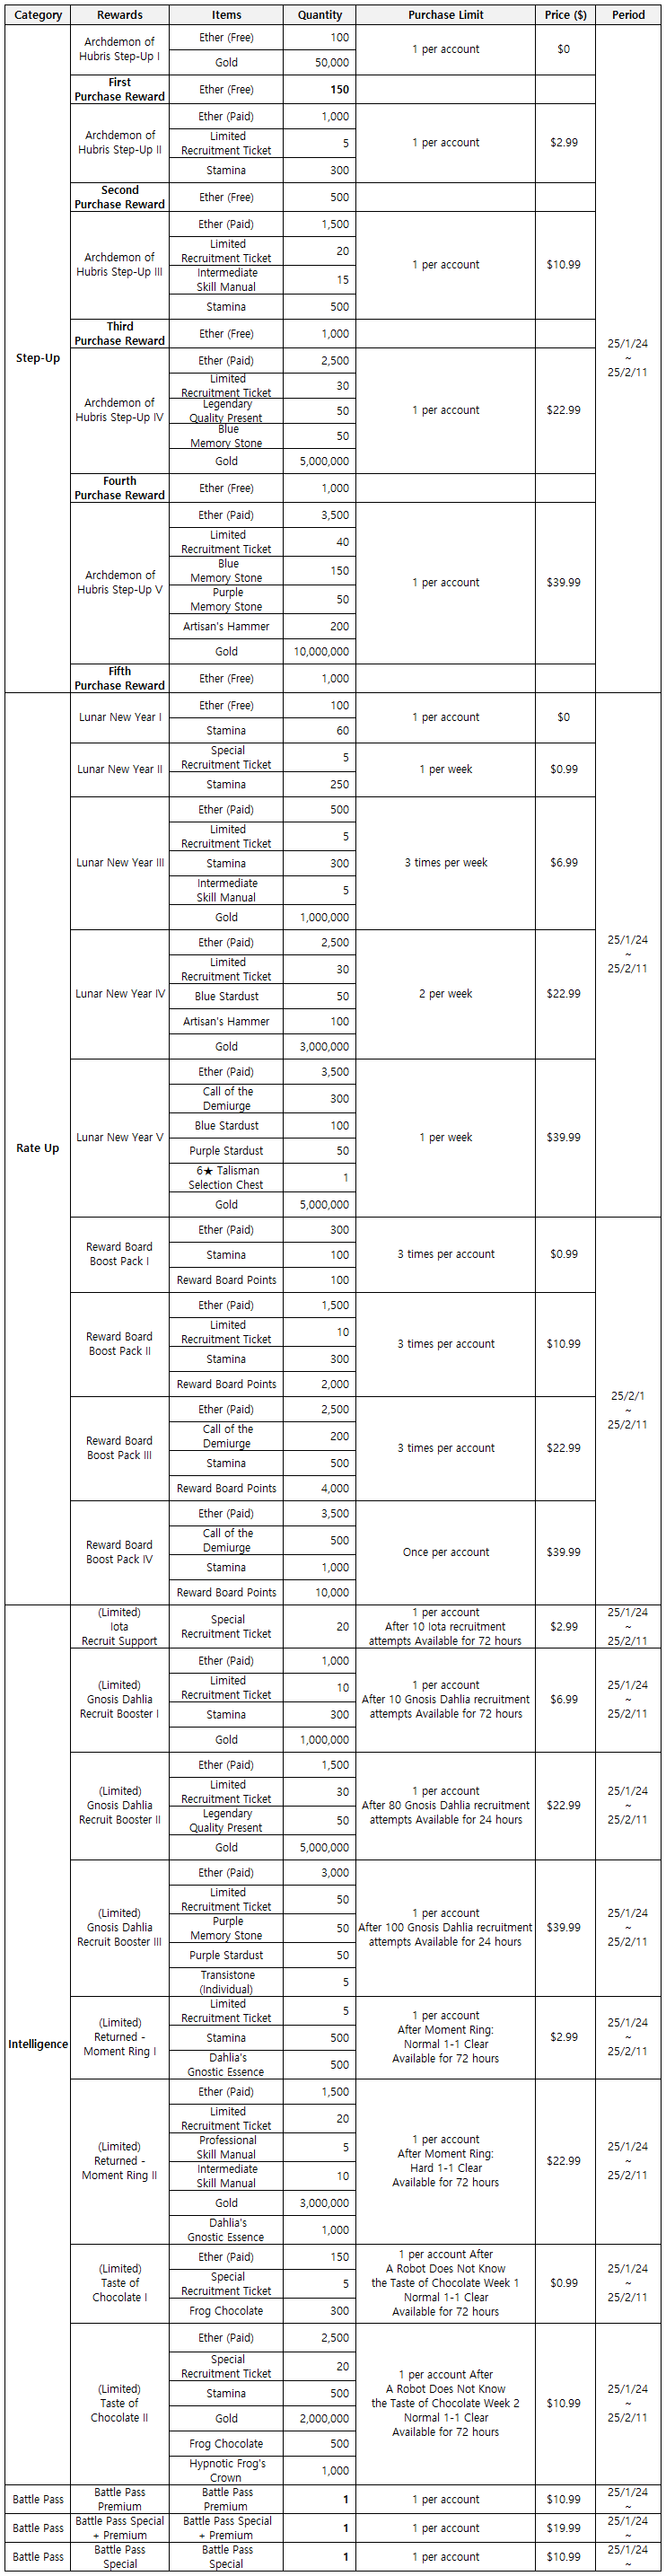 Category Rewards Items Quantity Purchase Limit Price ($) Period
Step-Up
25/1/24
~
25/2/11
Archdemon of
Hubris Step-Up I
1 per account $0
Ether (Free) 100
Gold 50,000
First
Purchase Reward
Ether (Free) 150
Archdemon of
Hubris Step-Up II
1 per account $2.99
Ether (Paid) 1,000
Limited
Recruitment Ticket
5
Stamina 300
Second
Purchase Reward
Ether (Free) 500
Archdemon of
Hubris Step-Up III
1 per account $10.99
Ether (Paid) 1,500
Limited
Recruitment Ticket
20
Intermediate
Skill Manual
15
Stamina 500
Third
Purchase Reward
Ether (Free) 1,000
Archdemon of
Hubris Step-Up IV
1 per account $22.99
Ether (Paid) 2,500
Limited
Recruitment Ticket
30
Legendary
Quality Present
50
Blue
Memory Stone
50
Gold 5,000,000
Fourth
Purchase Reward
Ether (Free) 1,000
Archdemon of
Hubris Step-Up V
1 per account $39.99
Ether (Paid) 3,500
Limited
Recruitment Ticket
40
Blue
Memory Stone
150
Purple
Memory Stone
50
Artisan's Hammer 200
Gold 10,000,000
Fifth
Purchase Reward
Ether (Free) 1,000
Rate Up
25/1/24
~
25/2/11
Lunar New Year I
1 per account $0
Ether (Free) 100
Stamina 60
Lunar New Year II
1 per week $0.99
Special
Recruitment Ticket
5
Stamina 250
Lunar New Year III
3 times per week $6.99
Ether (Paid) 500
Limited
Recruitment Ticket
5
Stamina 300
Intermediate
Skill Manual
5
Gold 1,000,000
Lunar New Year IV
2 per week $22.99
Ether (Paid) 2,500
Limited
Recruitment Ticket
30
Blue Stardust 50
Artisan's Hammer 100
Gold 3,000,000
Lunar New Year V
1 per week $39.99
Ether (Paid) 3,500
Call of the
Demiurge
300
Blue Stardust 100
Purple Stardust 50
6★ Talisman
Selection Chest
1
Gold 5,000,000
25/2/1
~
25/2/11
Reward Board
Boost Pack I
3 times per account $0.99
Ether (Paid) 300
Stamina 100
Reward Board Points 100
Reward Board
Boost Pack II
3 times per account $10.99
Ether (Paid) 1,500
Limited
Recruitment Ticket
10
Stamina 300
Reward Board Points 2,000
Reward Board
Boost Pack III
3 times per account $22.99
Ether (Paid) 2,500
Call of the
Demiurge
200
Stamina 500
Reward Board Points 4,000
Reward Board
Boost Pack IV
Once per account $39.99
Ether (Paid) 3,500
Call of the
Demiurge
500
Stamina 1,000
Reward Board Points 10,000
Intelligence
(Limited)
Iota
Recruit Support
Special
Recruitment Ticket
20
1 per account
After 10 Iota recruitment
attempts Available for 72 hours
$2.99
25/1/24
~
25/2/11
(Limited)
Gnosis Dahlia
Recruit Booster I
Ether (Paid) 1,000
Limited
Recruitment Ticket
10
Stamina 300
Gold 1,000,000
1 per account
After 10 Gnosis Dahlia recruitment
attempts Available for 72 hours
$6.99
25/1/24
~
25/2/11
(Limited)
Gnosis Dahlia
Recruit Booster II
Ether (Paid) 1,500
Limited
Recruitment Ticket
30
Legendary
Quality Present
50
Gold 5,000,000
1 per account
After 80 Gnosis Dahlia recruitment
attempts Available for 24 hours
$22.99
25/1/24
~
25/2/11
(Limited)
Gnosis Dahlia
Recruit Booster III
Ether (Paid) 3,000
Limited
Recruitment Ticket
50
Purple
Memory Stone
50
Purple Stardust 50
Transistone
(Individual)
5
1 per account
After 100 Gnosis Dahlia recruitment
attempts Available for 24 hours
$39.99
25/1/24
~
25/2/11
(Limited)
Returned -
Moment Ring I
Limited
Recruitment Ticket
5
Stamina 500
Dahlia's
Gnostic Essence
500
1 per account
After Moment Ring:
Normal 1-1 Clear
Available for 72 hours
$2.99
25/1/24
~
25/2/11
(Limited)
Returned -
Moment Ring II
Ether (Paid) 1,500
Limited
Recruitment Ticket
20
Professional
Skill Manual
5
Intermediate
Skill Manual
10
Gold 3,000,000
Dahlia's
Gnostic Essence
1,000
1 per account
After Moment Ring:
Hard 1-1 Clear
Available for 72 hours
$22.99
25/1/24
~
25/2/11
(Limited)
Taste of
Chocolate I
Ether (Paid) 150
Special
Recruitment Ticket
5
Frog Chocolate 300
1 per account After
A Robot Does Not Know
the Taste of Chocolate Week 1
Normal 1-1 Clear
Available for 72 hours
$0.99
25/1/24
~
25/2/11
(Limited)
Taste of
Chocolate II
Ether (Paid) 2,500
Special
Recruitment Ticket
20
Stamina 500
Gold 2,000,000
Frog Chocolate 500
Hypnotic Frog's
Crown
1,000
1 per account After
A Robot Does Not Know
the Taste of Chocolate Week 2
Normal 1-1 Clear
Available for 72 hours
$10.99
25/1/24
~
25/2/11
Battle Pass
Battle Pass
Premium
Battle Pass
Premium
1 1 per account $10.99
25/1/24
~
Battle Pass
Battle Pass Special
+ Premium
Battle Pass Special
+ Premium
1 1 per account $19.99
25/1/24
~
Battle Pass
Battle Pass
Special
Battle Pass
Special
1 1 per account $10.99
25/1/24
~